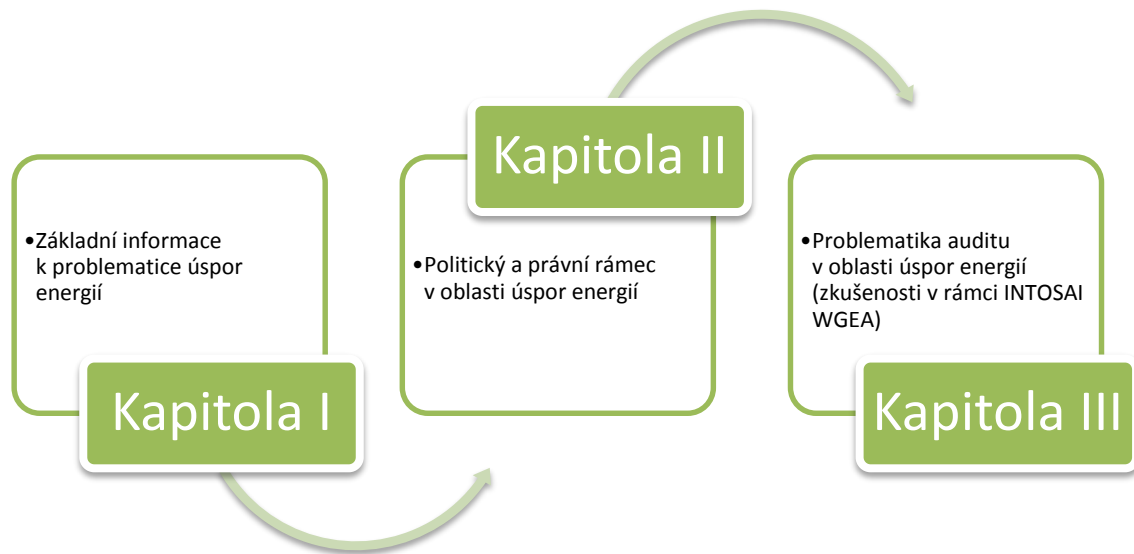 •Základní informace
k problematice úspor
energií
Kapitola I
Kapitola II
•Politický a právní rámec
v oblasti úspor energií
•Problematika auditu
v oblasti úspor energií
(zkušenosti v rámci INTOSAI
WGEA)
Kapitola III